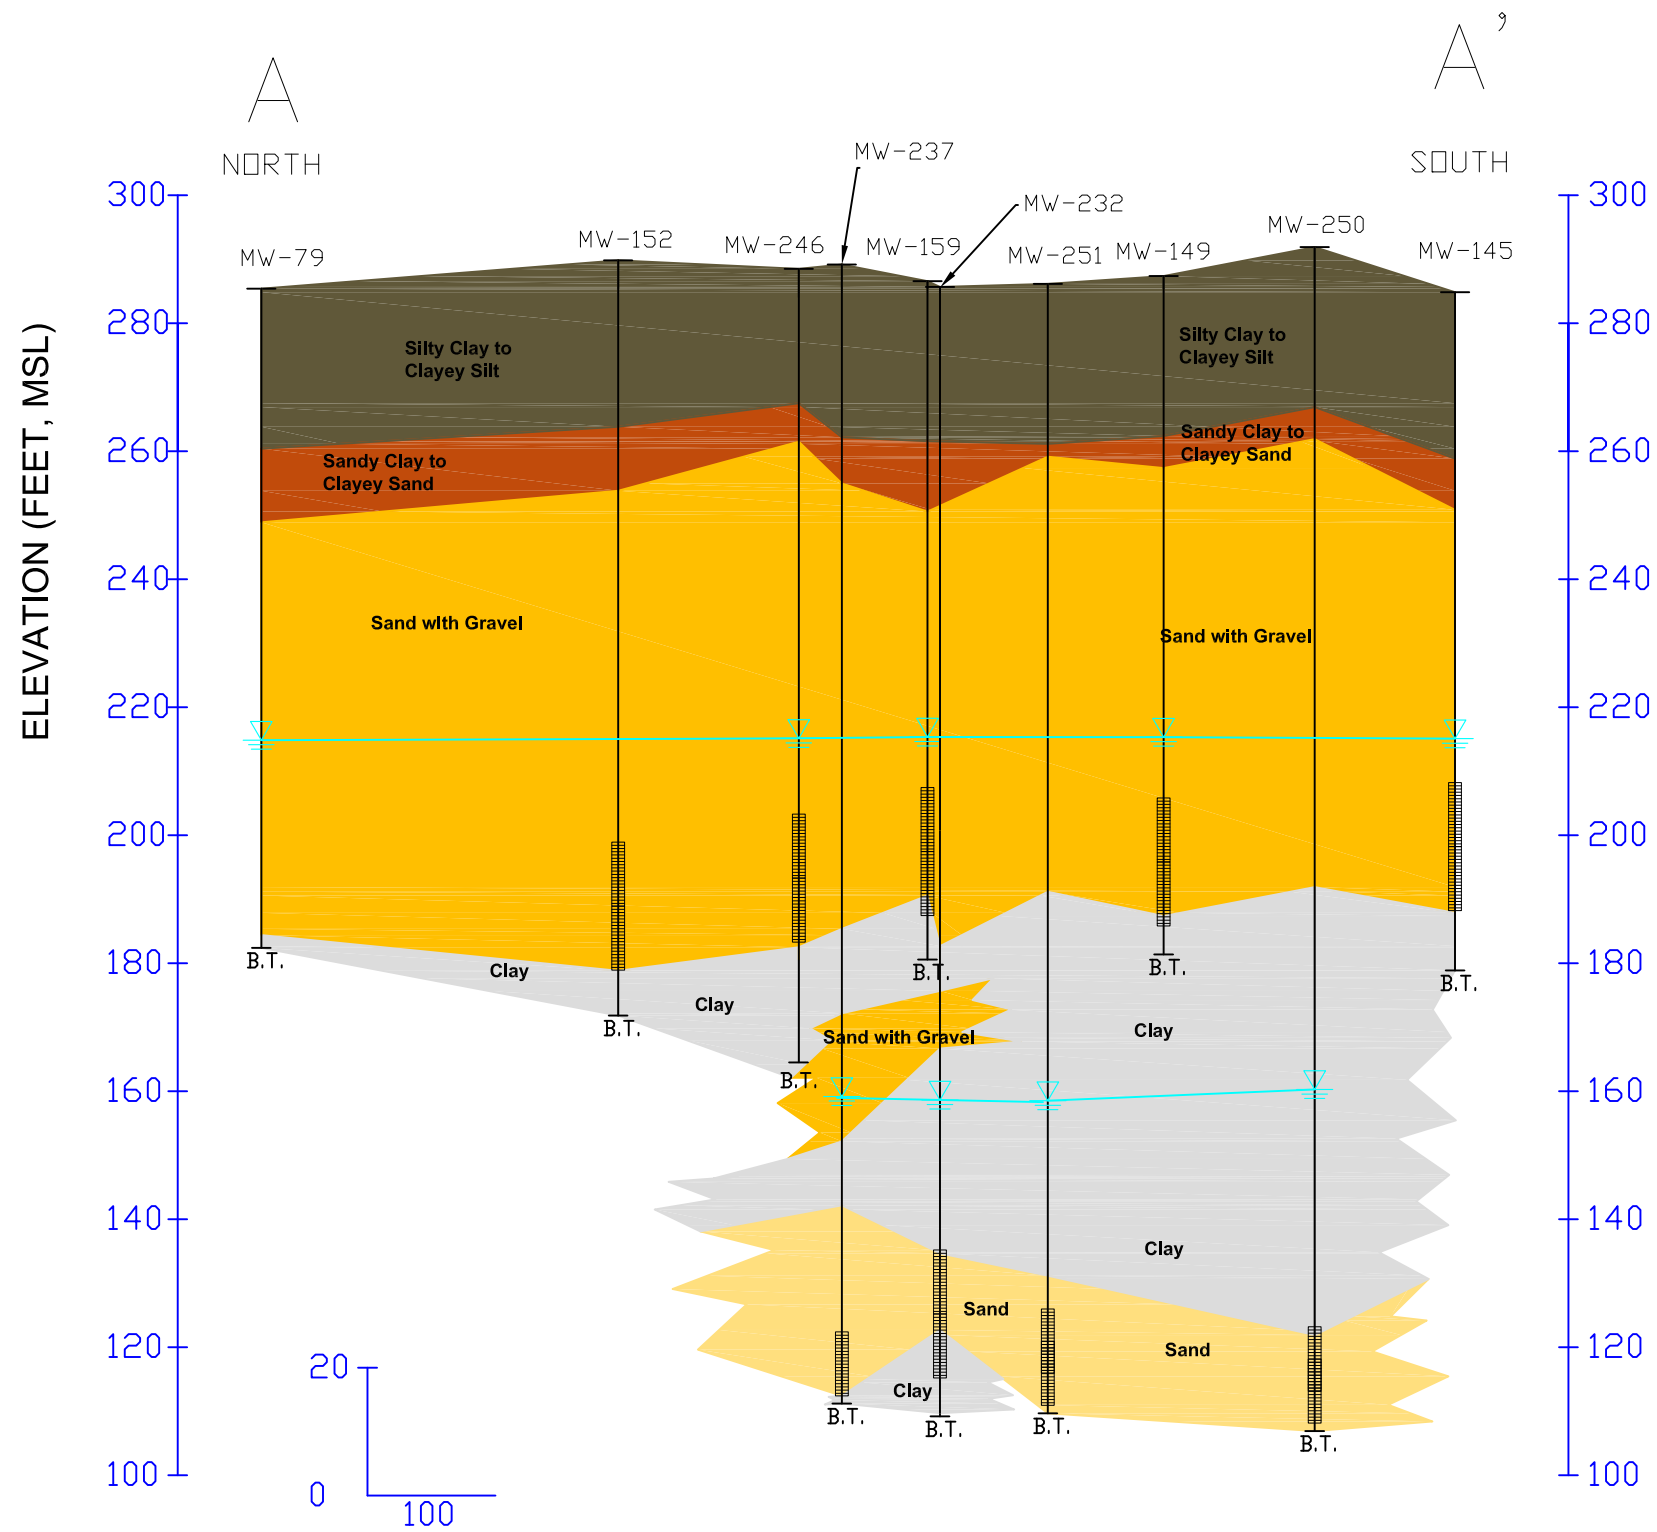 A
A'
NORTH
SOUTH
MW-237
MW-232
MW-79
MW-152
MW-246
MW-159
MW-251
MW-149
MW-250
MW-145
ELEVATION (FEET, MSL)
300
280
260
240
220
200
180
160
140
120
100
300
280
260
240
220
200
180
160
140
120
100
Silty Clay to
Clayey Silt
Silty Clay to
Clayey Silt
Sandy Clay to
Clayey Sand
Sandy Clay to
Clayey Sand
Sand with Gravel
Sand with Gravel
Clay
Clay
Sand with Gravel
Clay
Clay
Sand
Sand
Clay
B.T.
B.T.
B.T.
B.T.
B.T.
B.T.
B.T.
B.T.
B.T.
B.T.
20
0
100